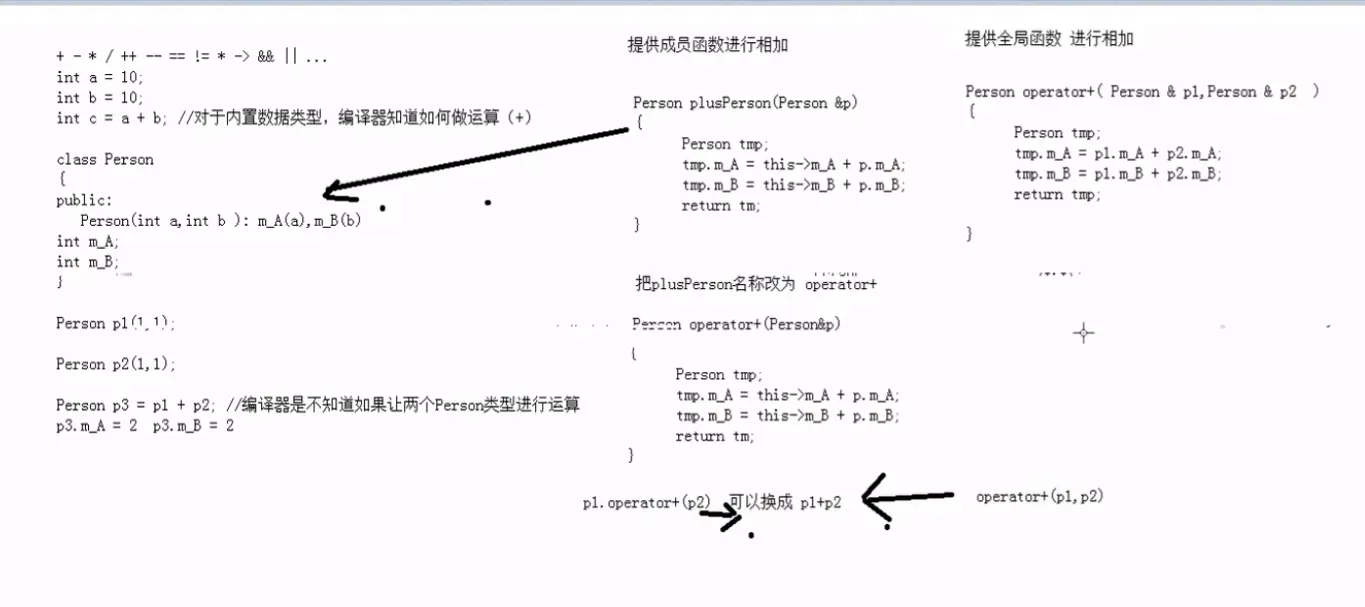 + - * / ++ -- == != * -> && || ...
int a = 10;
int b = 10;
int c = a + b; //对于内置数据类型，编译器知道如何做运算（+）
class Person
{
public:
Person(int a,int b ): m_A(a),m_B(b)
int m_A;
int m_B;
}
Person p1(1,1);
Person p2(1,1);
Person p3 = p1 + p2; //编译器是不知道如果让两个Person类型进行运算
p3.m_A = 2 p3.m_B = 2
提供成员函数进行相加
Person plusPerson(Person &p)
{
Person tmp;
tmp.m_A = this->m_A + p.m_A;
tmp.m_B = this->m_B + p.m_B;
return tm;
}
把plusPerson名称改为 operator+
Person operator+(Person&p)
{
Person tmp;
tmp.m_A = this->m_A + p.m_A;
tmp.m_B = this->m_B + p.m_B;
return tm;
}
p1.operator+(p2) 可以换成 p1+p2
提供全局函数 进行相加
Person operator+( Person & p1,Person & p2 )
{
Person tmp;
tmp.m_A = p1.m_A + p2.m_A;
tmp.m_B = p1.m_B + p2.m_B;
return tmp;
}
operator+(p1,p2)